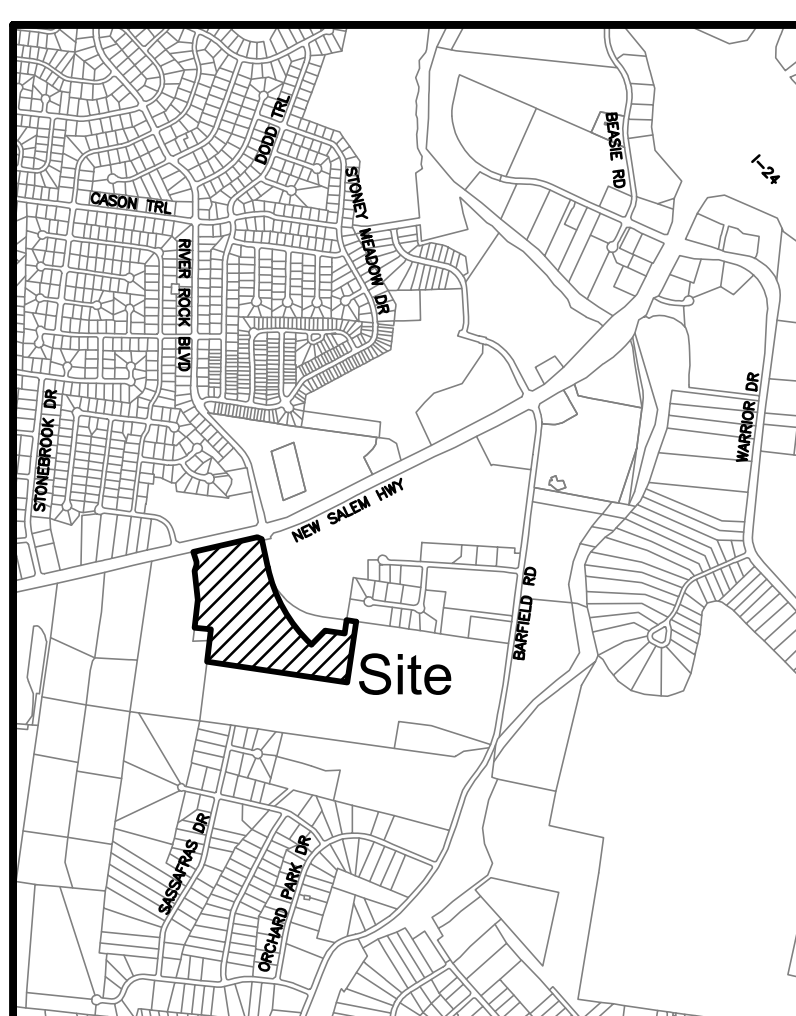 DODD TRL
BEASIE RD
I-24
CASON TRL
STONEY MEADOW DR
RIVER ROCK BLVD
STONEBROOK DR
WARRIOR DR
NEW SALEM HWY
BARFIELD RD
Site
SASSAFRAS DR
ORCHARD PARK DR